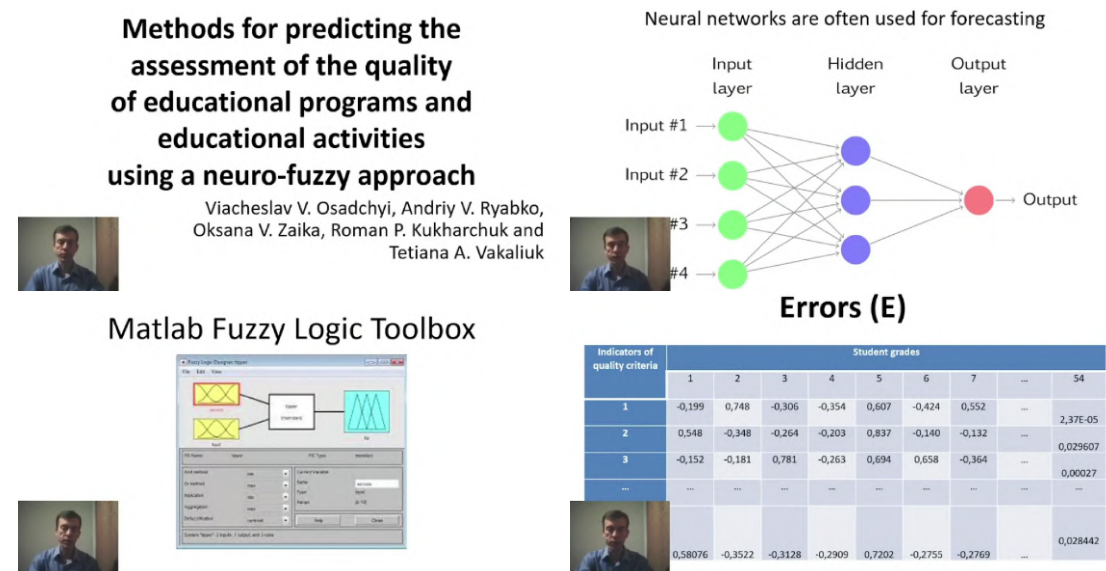 Methods for predicting the
assessment of the quality
of educational programs and
educational activities
using a neuro-fuzzy approach
Viacheslav V. Osadchyi, Andriy V. Ryabko,
Oksana V. Zaika, Roman P. Kukharchuk and
Tetiana A. Vakaliuk
Neural networks are often used for forecasting
Input layer Hidden layer Output layer
Input #1
Input #2
#3
#4
Output
Matlab Fuzzy Logic Toolbox
File Edit View
Errors (E)
Indicators of quality criteria Student grades
1 2 3 4 5 6 7 ... 54
1 -0,199 0,748 -0,306 -0,354 0,607 -0,424 0,552 ... 2,37E-05
2 0,548 -0,348 -0,264 -0,203 0,837 -0,140 -0,132 ... 0,029607
3 -0,152 -0,181 0,781 -0,263 0,694 0,658 -0,364 ... 0,00027
... ... ... ... ... ... ... ... ... ...
0,58076 -0,3522 -0,3128 -0,2909 0,7202 -0,2755 -0,2769 ... 0,028442